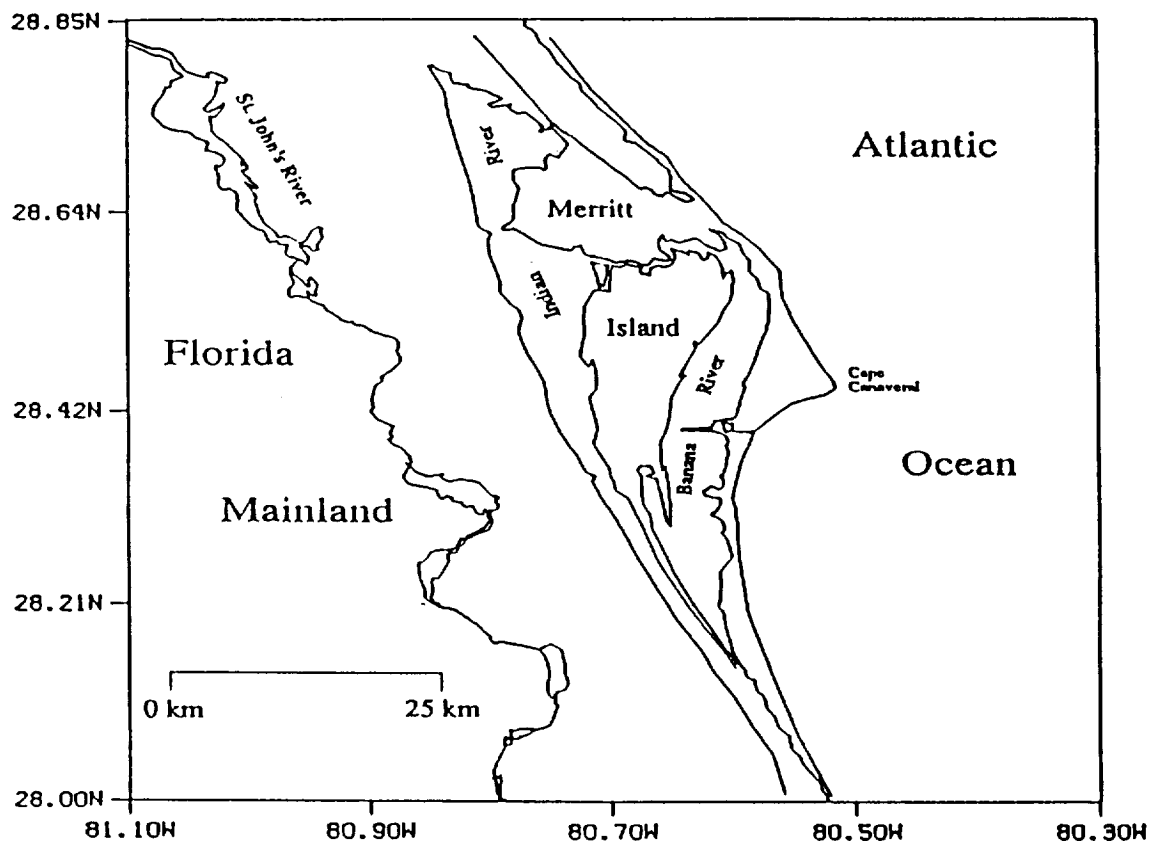 28.85N
St. John's River
River
Atlantic
28.64N
Merritt
Indian
Island
Florida
River
Cape
Canaveral
28.42N
Banana
Ocean
Mainland
28.21N
0 km
25 km
28.00N
81.10W
80.90W
80.70W
80.50W
80.30W